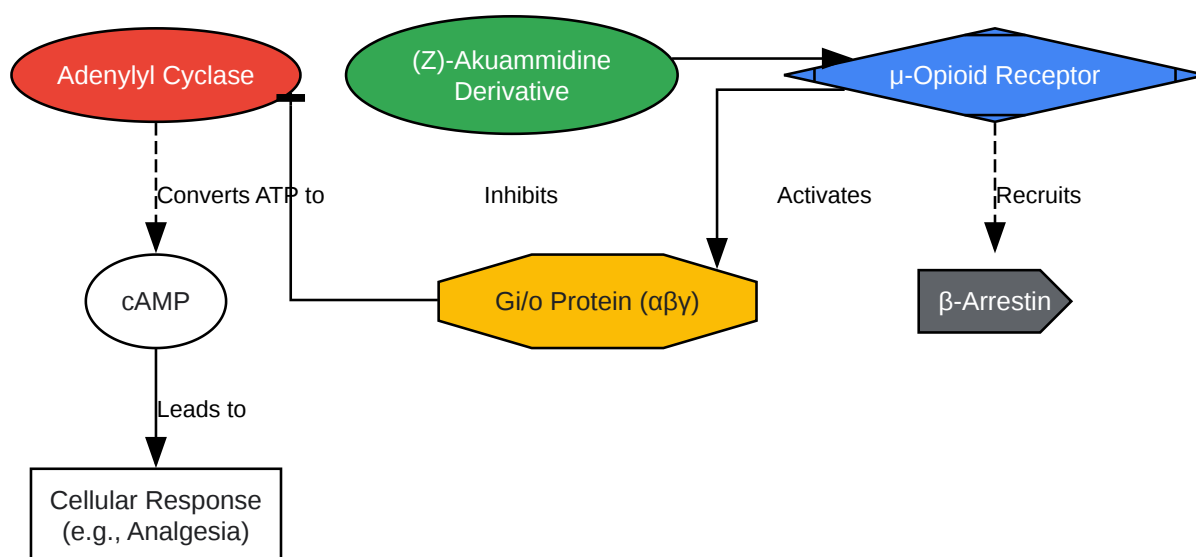 Adenylyl Cyclase
(Z)-Akuammidine
Derivative
μ-Opioid Receptor
Converts ATP to
Inhibits
Activates
Recruits
cAMP
Gi/o Protein (αβγ)
β-Arrestin
Leads to
Cellular Response
(e.g., Analgesia)